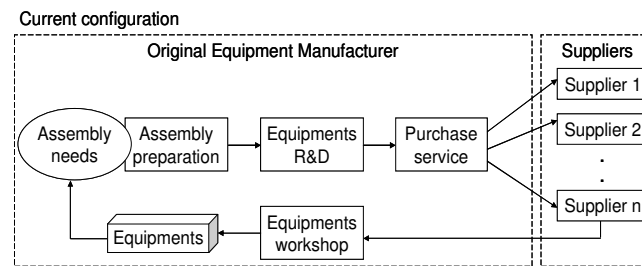 Current configuration
Original Equipment Manufacturer
Suppliers
Supplier 1
Supplier 2
.
.
Supplier n
Assembly
needs
Assembly
preparation
Equipments
R&D
Purchase
service
Equipments
Equipments
workshop